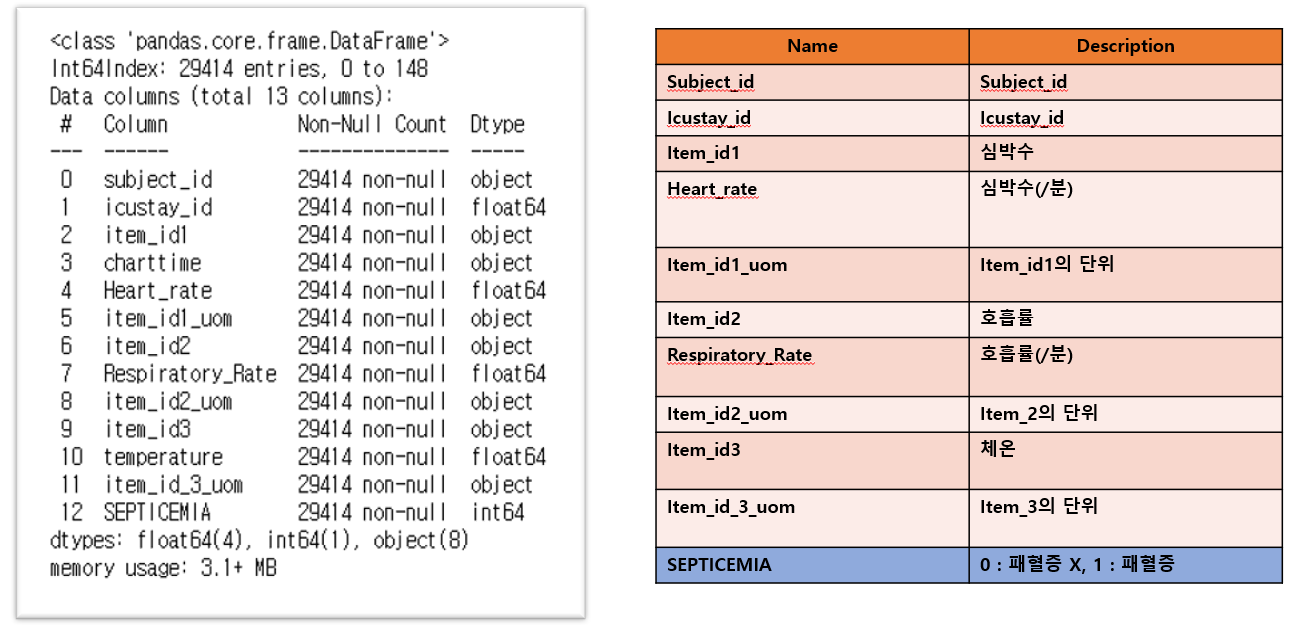 <class 'pandas.core.frame.DataFrame'>
Int64Index: 29414 entries, 0 to 148
Data columns (total 13 columns):
# Column Non-Null Count Dtype
--- ------ -------------- -----
0 subject_id 29414 non-null object
1 icustay_id 29414 non-null float64
2 item_id1 29414 non-null object
3 charttime 29414 non-null object
4 Heart_rate 29414 non-null float64
5 item_id1_uom 29414 non-null object
6 item_id2 29414 non-null object
7 Respiratory_Rate 29414 non-null float64
8 item_id2_uom 29414 non-null object
9 item_id3 29414 non-null object
10 temperature 29414 non-null float64
11 item_id_3_uom 29414 non-null object
12 SEPTICEMIA 29414 non-null int64
dtypes: float64(4), int64(1), object(8)
memory usage: 3.1+ MB
Name Description
Subject_id Subject_id
Icustay_id Icustay_id
Item_id1 심박수
Heart_rate 심박수(/분)
Item_id1_uom Item_id1의 단위
Item_id2 호흡률
Respiratory_Rate 호흡률(/분)
Item_id2_uom Item_2의 단위
Item_id3 체온
Item_id_3_uom Item_3의 단위
SEPTICEMIA 0 : 패혈증 X, 1 : 패혈증